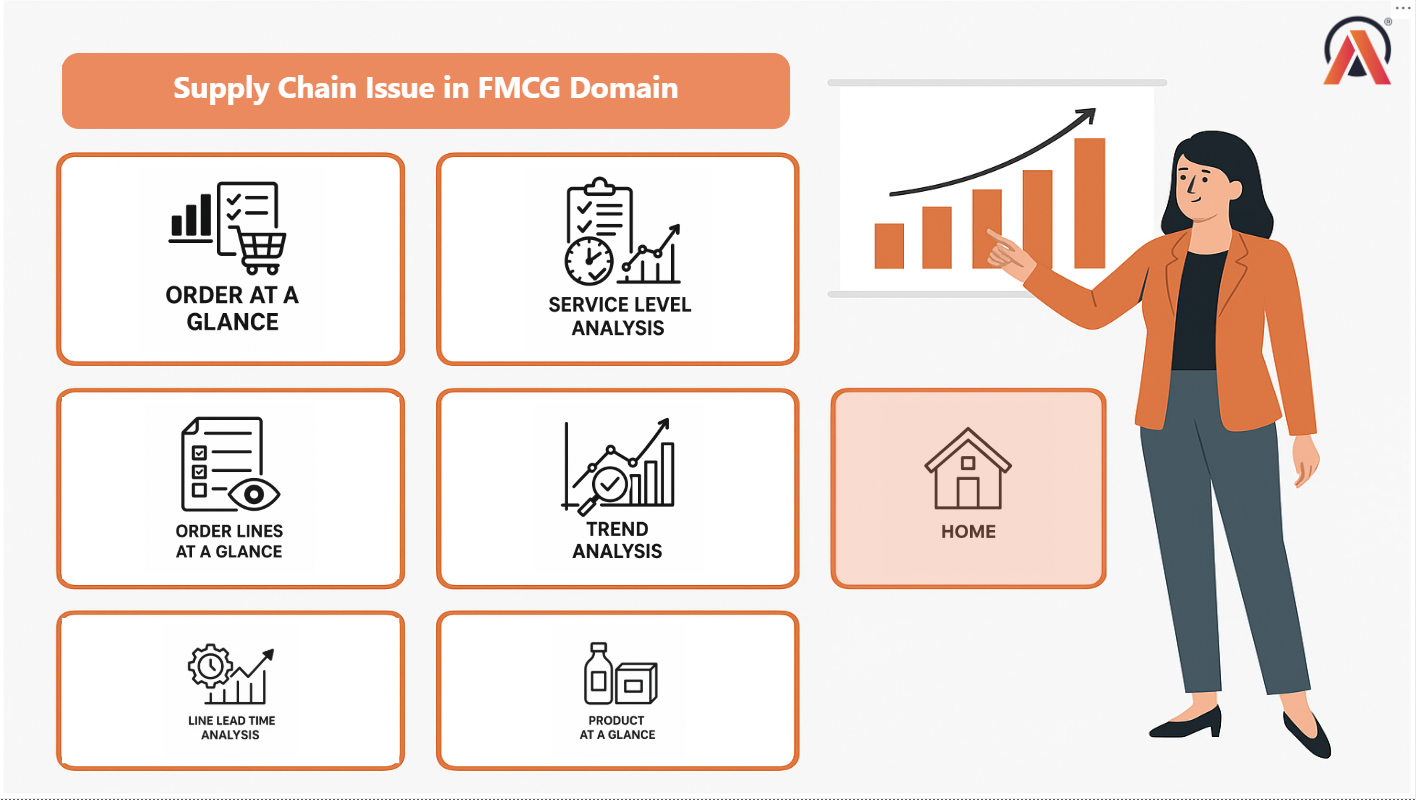 Supply Chain Issue in FMCG Domain
®
ORDER AT A
GLANCE
SERVICE LEVEL
ANALYSIS
ORDER LINES
AT A GLANCE
TREND
ANALYSIS
HOME
LINE LEAD TIME
ANALYSIS
PRODUCT
AT A GLANCE